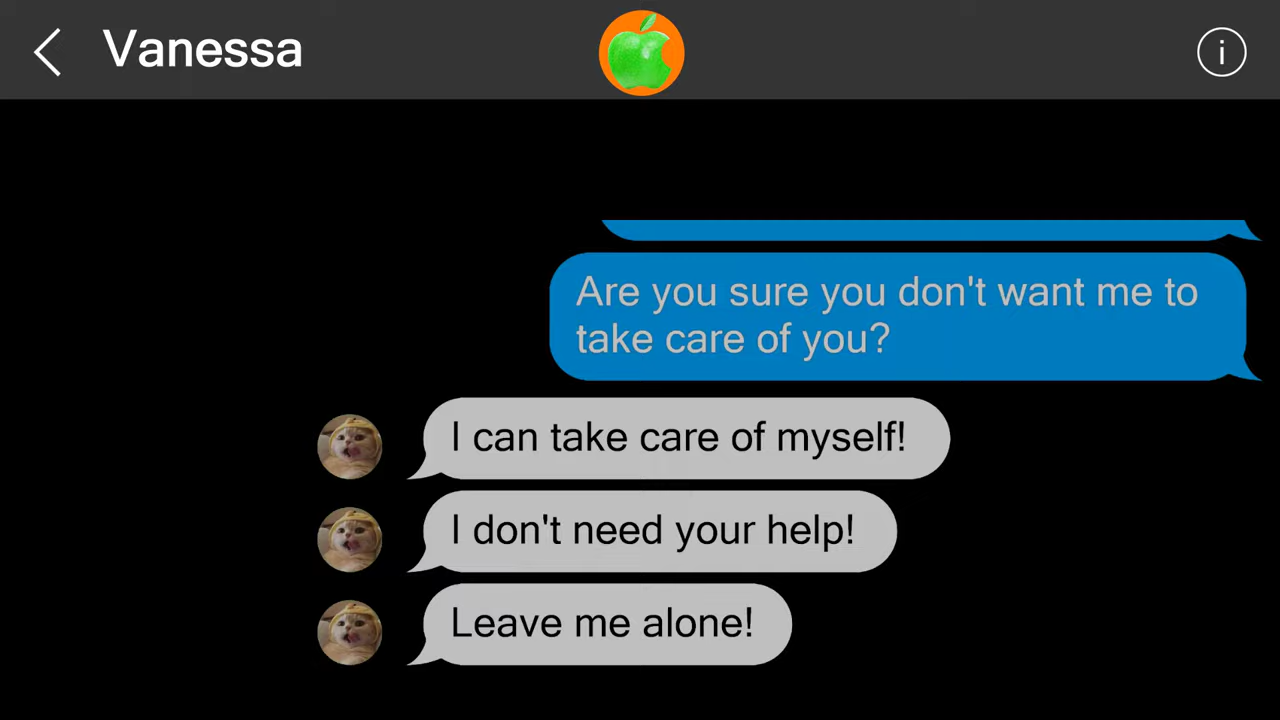 Vanessa
i
Are you sure you don't want me to
take care of you?
I can take care of myself!
I don't need your help!
Leave me alone!